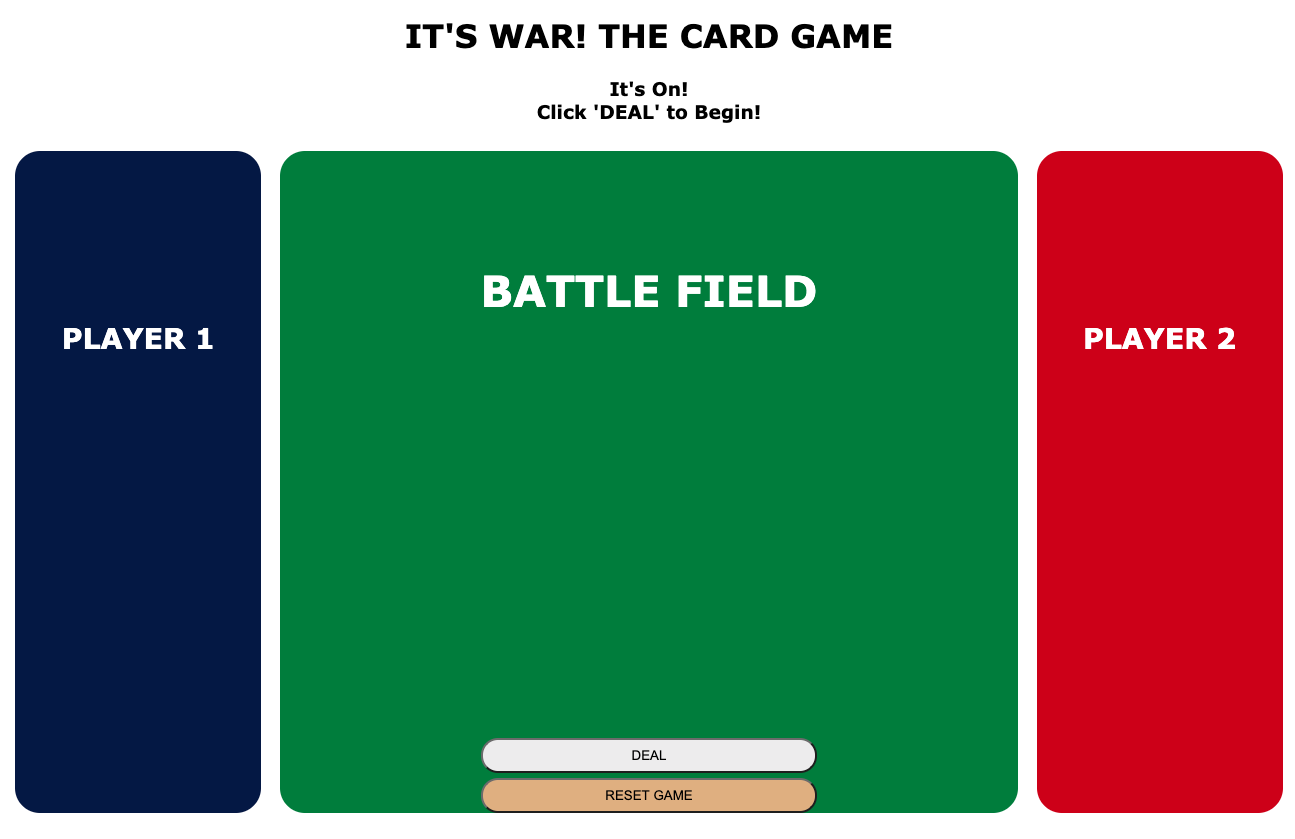 IT'S WAR! THE CARD GAME
It's On!
Click 'DEAL' to Begin!
BATTLE FIELD
PLAYER 1
PLAYER 2
DEAL
RESET GAME